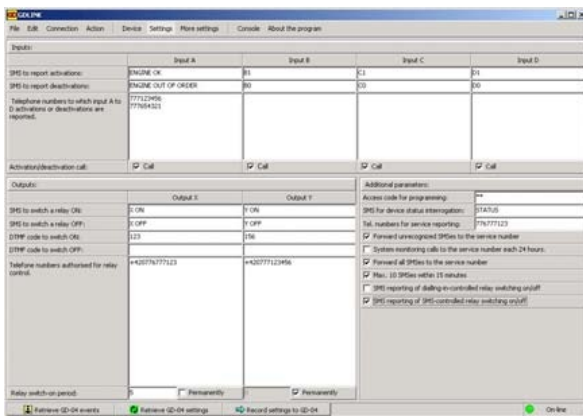 GDLINK
File Edit Connection Action Device Settings More settings Console About the program
Inputs:
Input A Input B Input C Input D
SMS to report activations: ENGINE OK B1 C1 D1
SMS to report deactivations: ENGINE OUT OF ORDER B0 C0 D0
Telephone numbers to which input A to
D activations or deactivations are
reported.
777123456
777654321
Activation/deactivation call: Call Call Call Call
Outputs:
Output X Output Y
SMS to switch a relay ON: X ON Y ON
SMS to switch a relay OFF: X OFF Y OFF
DTMF code to switch ON: 123 156
DTMF code to switch OFF:
Telefone numbers authorised for relay
control.
+420776777123 +420777123456
Relay switch-on period: 5 Permanently Permanently
Additional parameters:
Access code for programming: **
SMS for device status interrogation: STATUS
Tel. numbers for service reporting: 776777123
Forward unrecognized SMSies to the service number
System monitoring calls to the service number each 24 hours
Forward all SMSies to the service number
Max. 10 SMSies within 15 minutes
SMS reporting of dialling-in-controlled relay switching on/off
SMS reporting of SMS-controlled relay switching on/off
Retrieve GD-04 events Retrieve GD-04 settings Record settings to GD-04 On-line